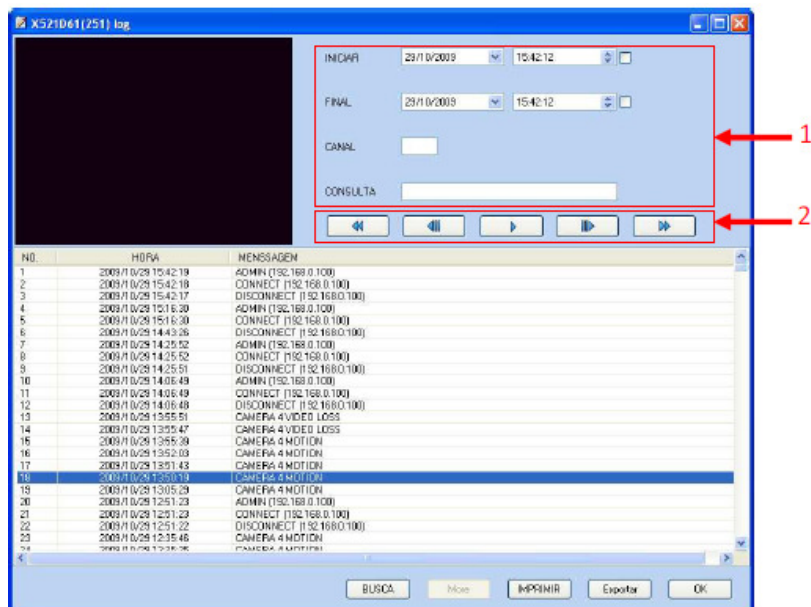 X521D61(251) log
INICIAR 29/10/2009 15:42:12
FINAL 29/10/2009 15:42:12
CANAL
CONSULTA
1
2
NO. HORA MENSSAGEM
1 2009/10/29 15:42:19 ADMIN (192.168.0.100)
2 2009/10/29 15:42:18 CONNECT (192.168.0.100)
3 2009/10/29 15:42:17 DISCONNECT (192.168.0.100)
4 2009/10/29 15:16:30 ADMIN (192.168.0.100)
5 2009/10/29 15:16:30 CONNECT (192.168.0.100)
6 2009/10/29 14:43:26 DISCONNECT (192.168.0.100)
7 2009/10/29 14:25:52 ADMIN (192.168.0.100)
8 2009/10/29 14:25:52 CONNECT (192.168.0.100)
9 2009/10/29 14:25:51 DISCONNECT (192.168.0.100)
10 2009/10/29 14:06:49 ADMIN (192.168.0.100)
11 2009/10/29 14:06:49 CONNECT (192.168.0.100)
12 2009/10/29 14:06:48 DISCONNECT (192.168.0.100)
13 2009/10/29 13:55:51 CAMERA 4 VIDEO LOSS
14 2009/10/29 13:55:47 CAMERA 4 VIDEO LOSS
15 2009/10/29 13:55:39 CAMERA 4 MOTION
16 2009/10/29 13:52:03 CAMERA 4 MOTION
17 2009/10/29 13:51:43 CAMERA 4 MOTION
18 2009/10/29 13:50:19 CAMERA 4 MOTION
19 2009/10/29 13:05:29 CAMERA 4 MOTION
20 2009/10/29 12:51:23 ADMIN (192.168.0.100)
21 2009/10/29 12:51:23 CONNECT (192.168.0.100)
22 2009/10/29 12:51:22 DISCONNECT (192.168.0.100)
23 2009/10/29 12:35:46 CAMERA 4 MOTION
24 CAMERA 4 MOTION
BUSCA More IMPRIMIR Exportar OK